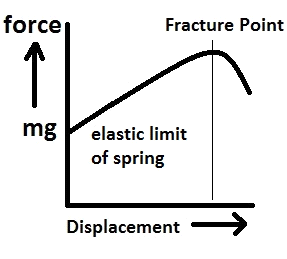 force
Fracture Point
mg
elastic limit
of spring
Displacement